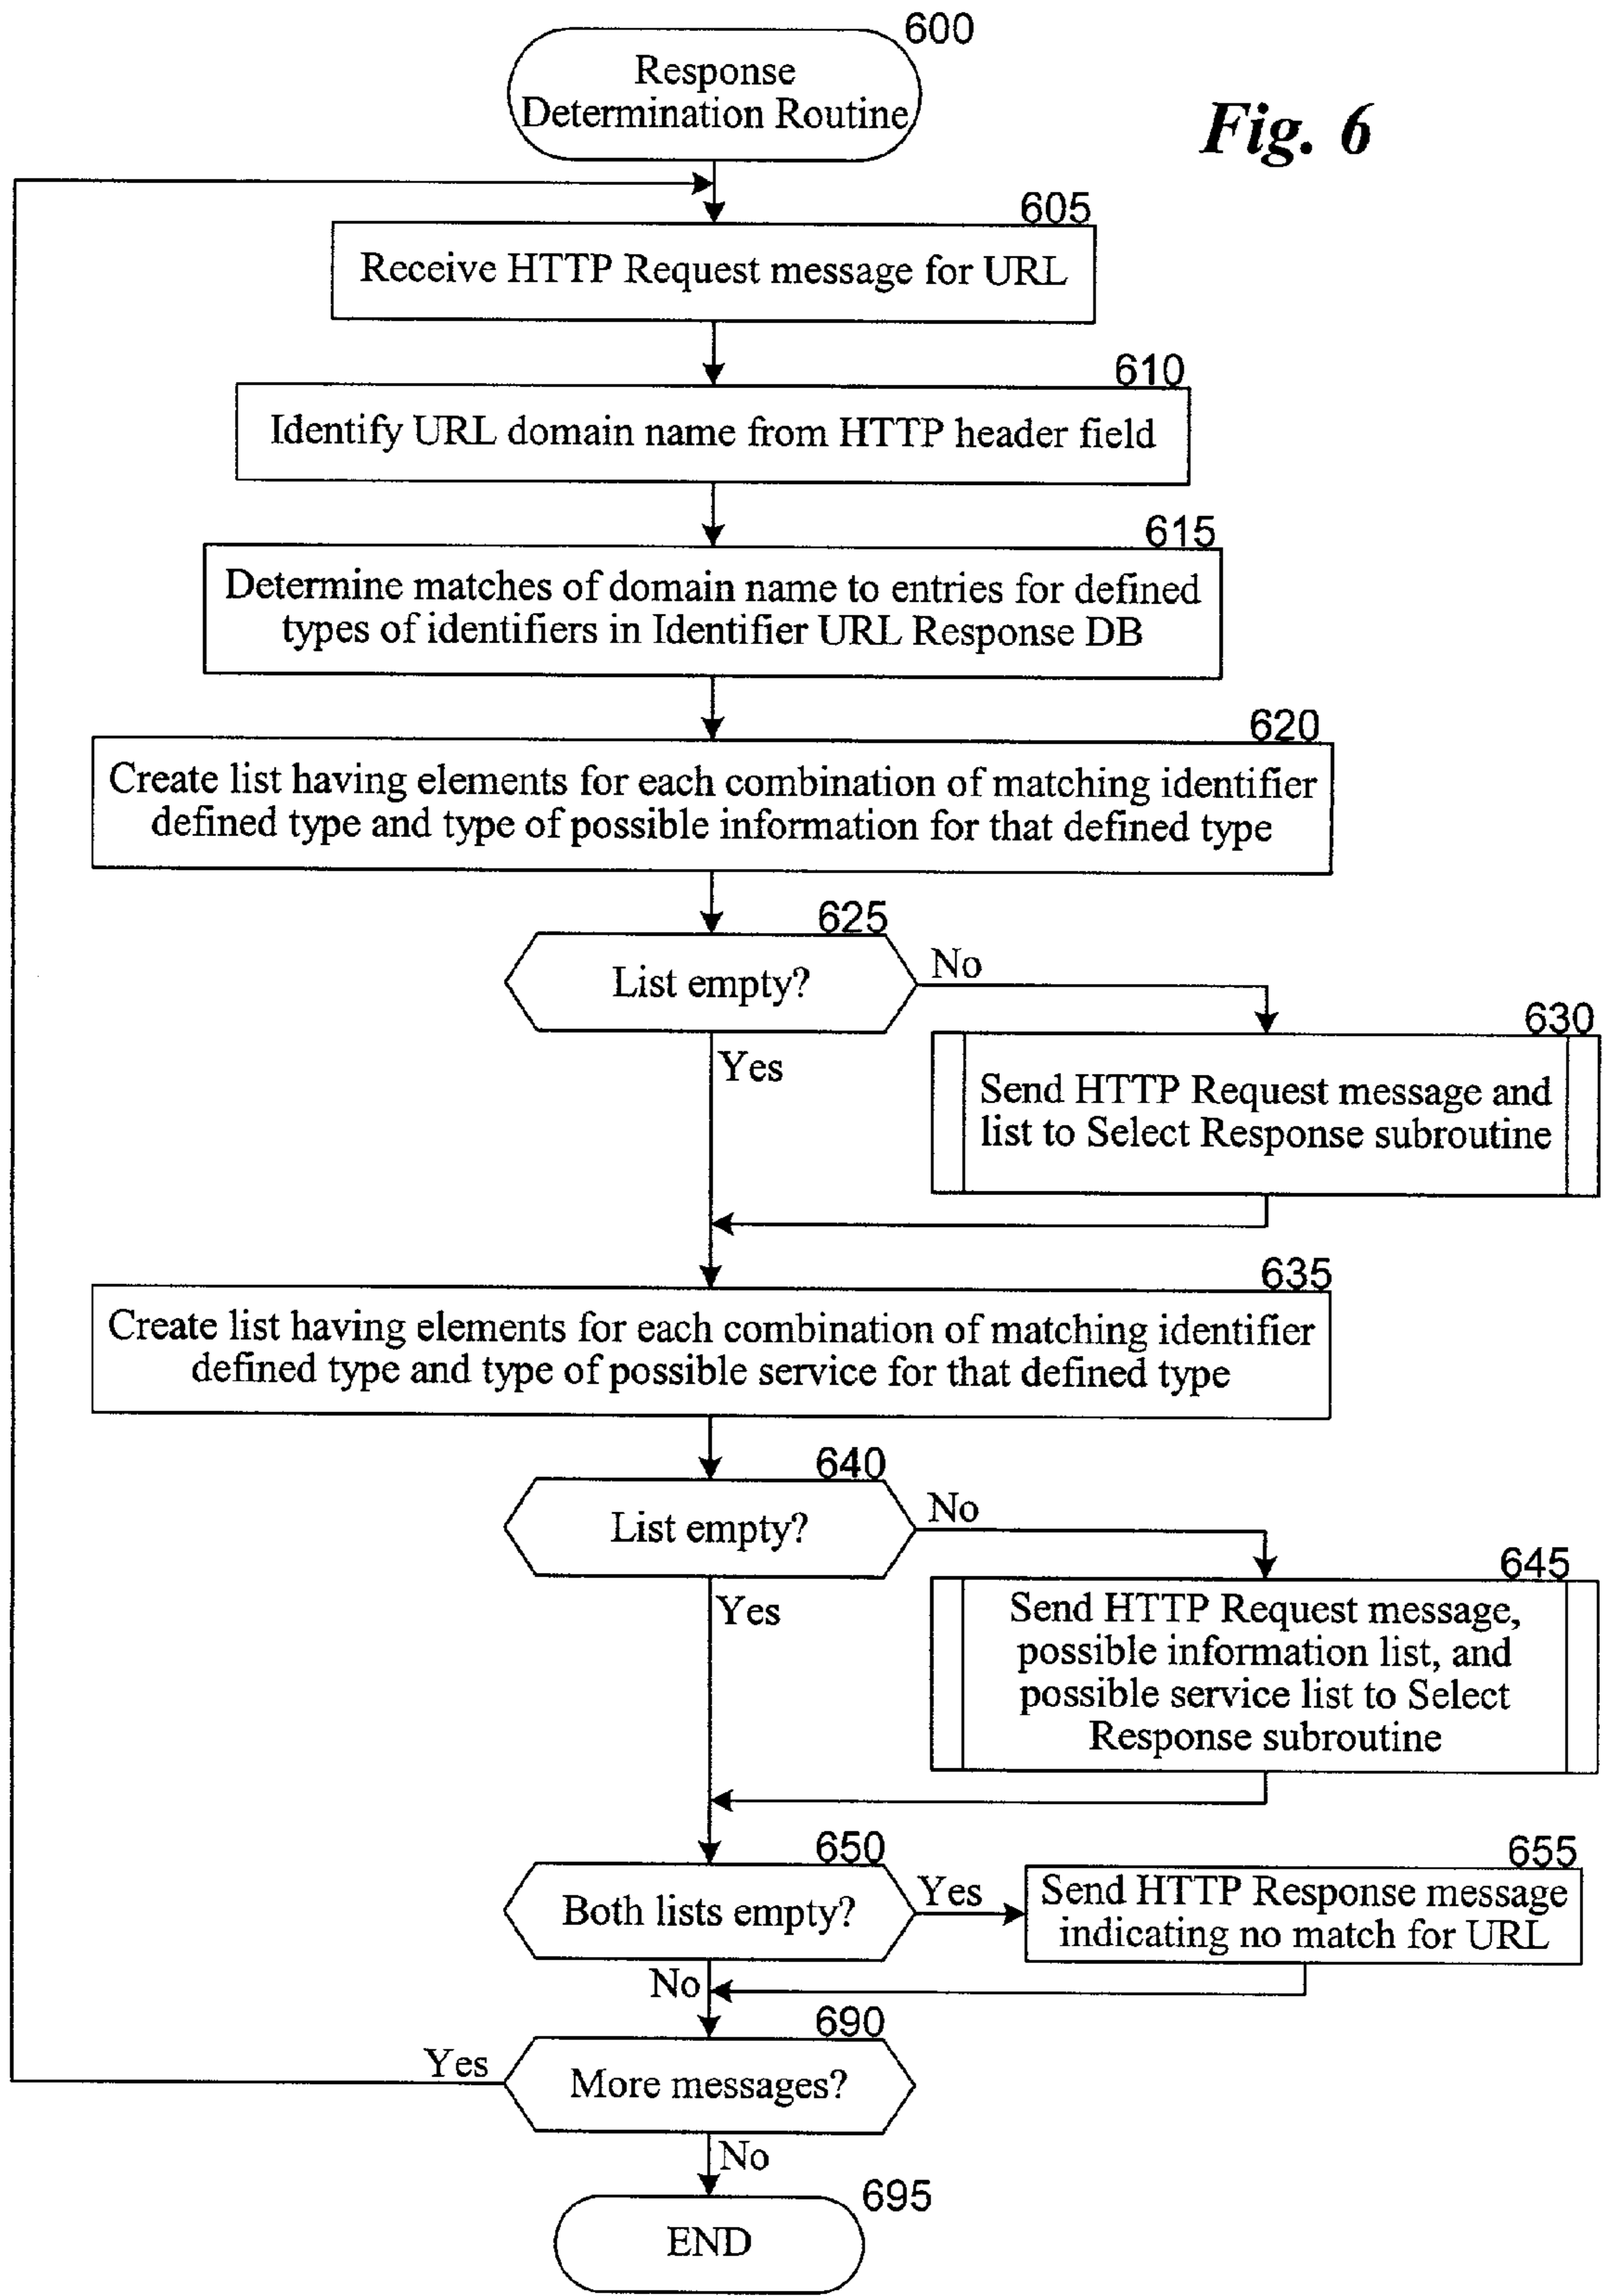 600
Response
Determination Routine
Fig. 6
605
Receive HTTP Request message for URL
610
Identify URL domain name from HTTP header field
615
Determine matches of domain name to entries for defined
types of identifiers in Identifier URL Response DB
620
Create list having elements for each combination of matching identifier
defined type and type of possible information for that defined type
625
List empty?
No
Yes
630
Send HTTP Request message and
list to Select Response subroutine
635
Create list having elements for each combination of matching identifier
defined type and type of possible service for that defined type
640
List empty?
No
Yes
645
Send HTTP Request message,
possible information list, and
possible service list to Select
Response subroutine
650
Both lists empty?
Yes
No
655
Send HTTP Response message
indicating no match for URL
690
More messages?
Yes
No
695
END